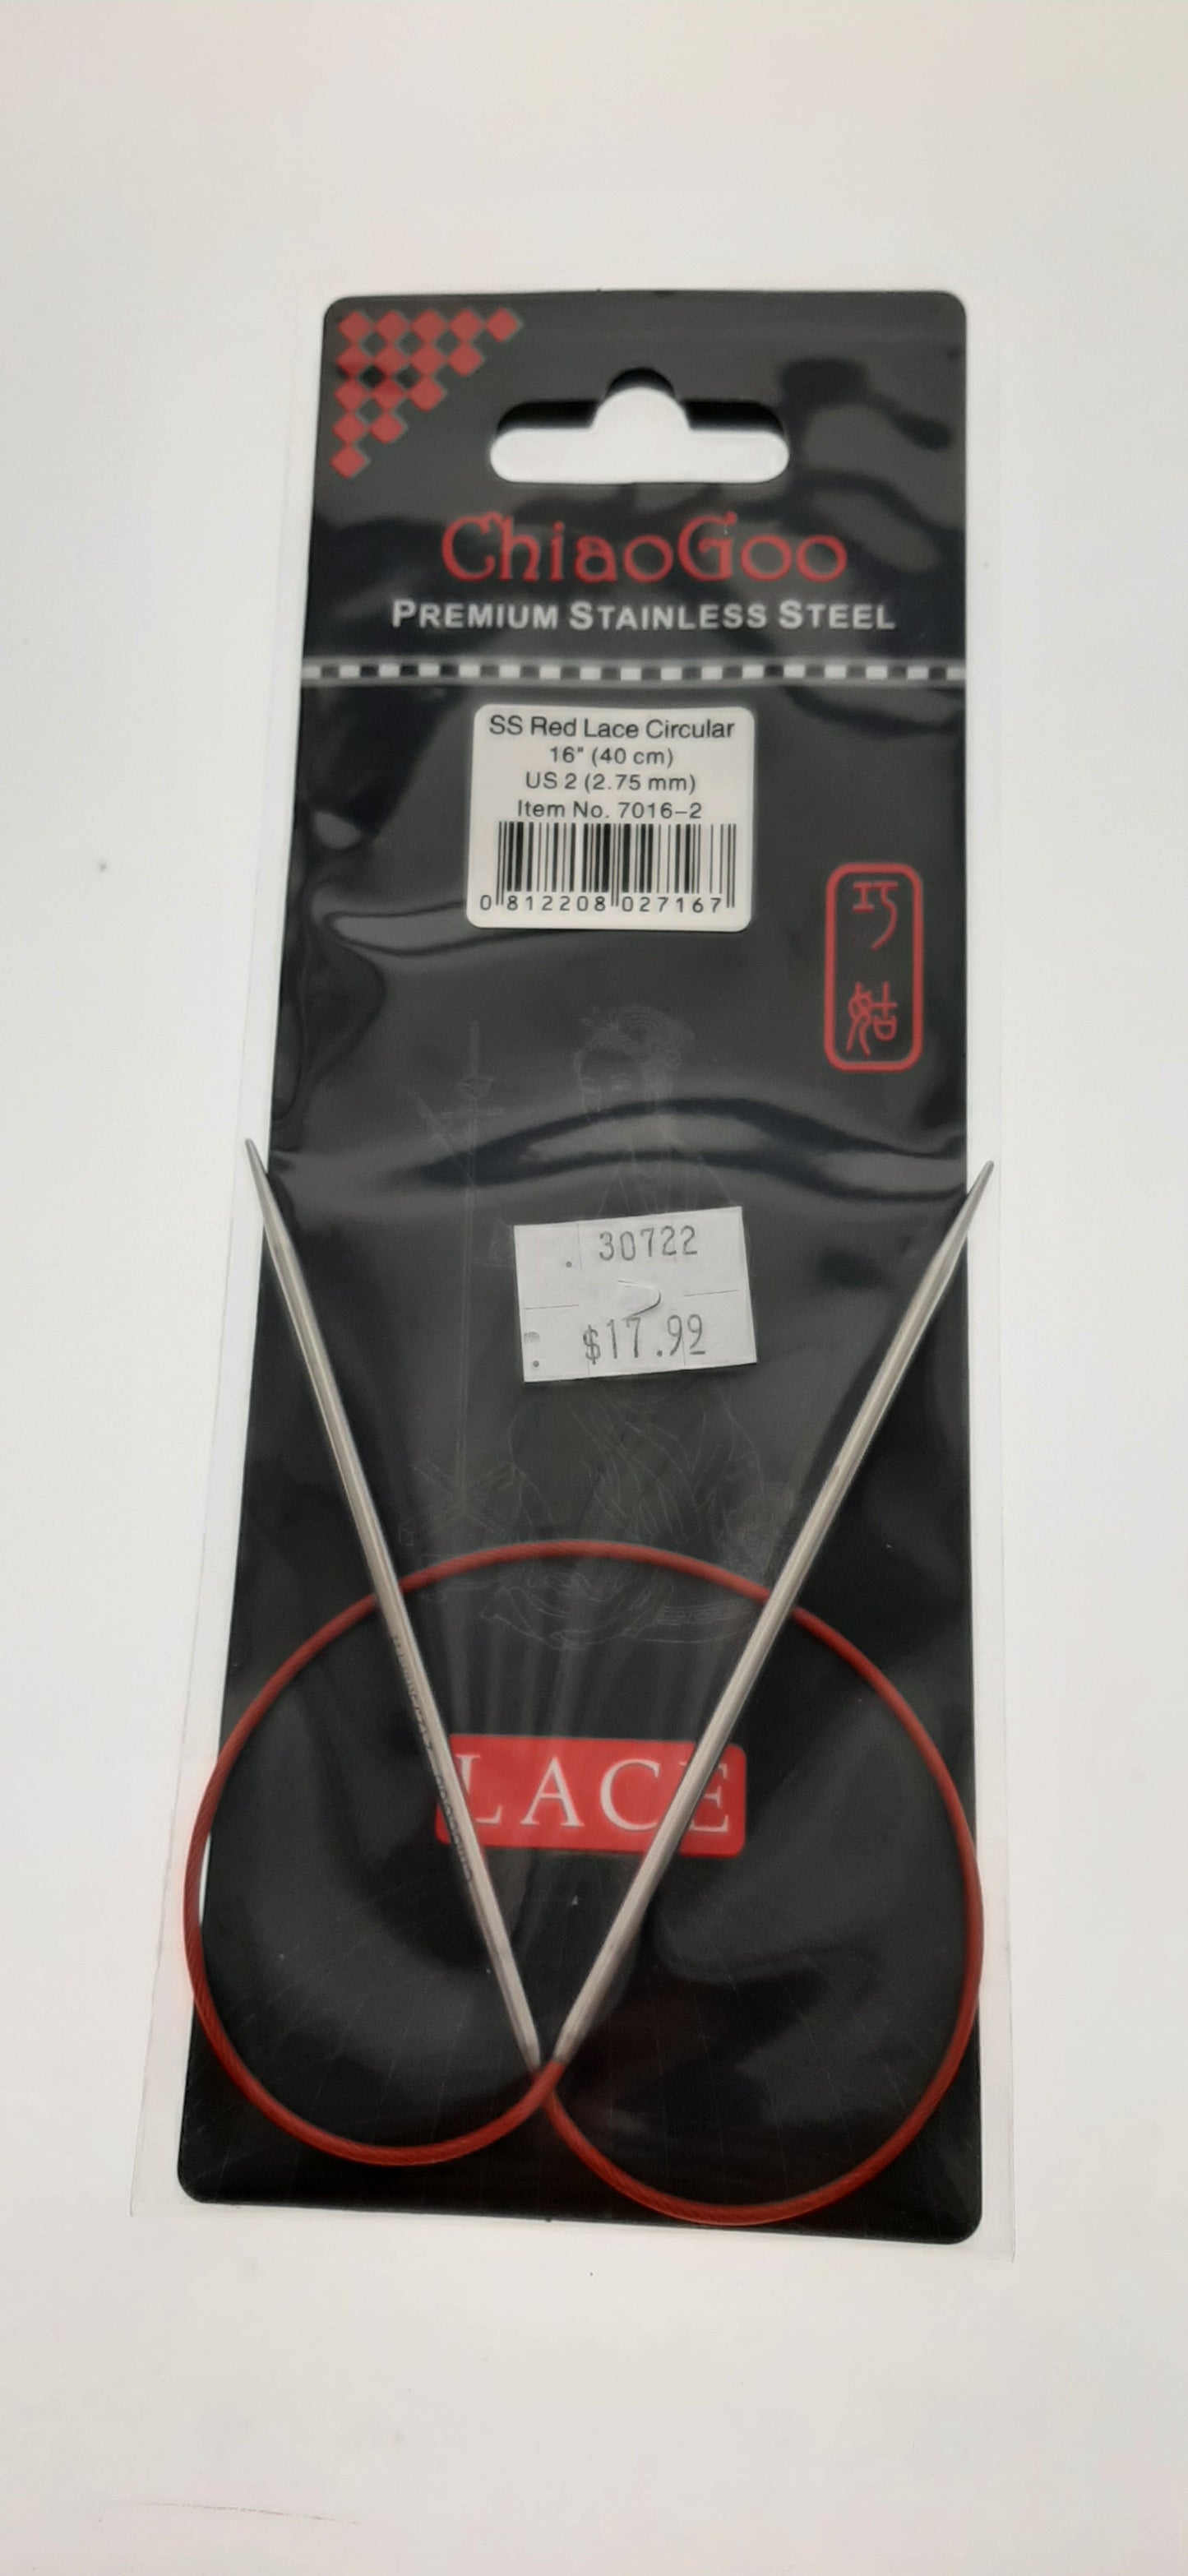 ChiaoGoo
PREMIUM STAINLESS STEEL
SS Red Lace Circular
16" (40 cm)
US 2 (2.75 mm)
Item No. 7016-2
0 812208 027167
巧
姑
. 30722
$17.99
LACE